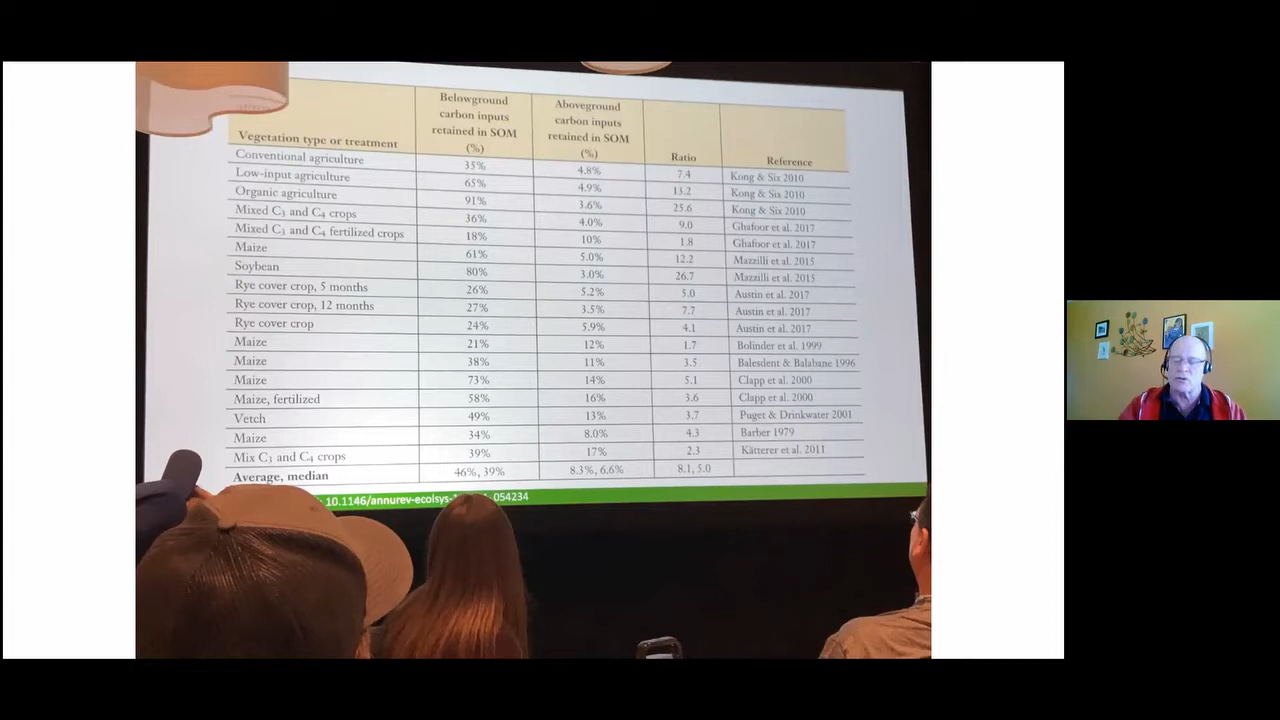 Belowground
carbon inputs
retained in SOM
(%)
Aboveground
carbon inputs
retained in SOM
(%)
Vegetation type or treatment
Ratio
Reference
Conventional agriculture 35% 4.8% 7.4 Kong & Six 2010
Low-input agriculture 65% 4.9% 13.2 Kong & Six 2010
Organic agriculture 91% 3.6% 25.6 Kong & Six 2010
Mixed C3 and C4 crops 36% 4.0% 9.0 Ghafoor et al. 2017
Mixed C3 and C4 fertilized crops 18% 10% 1.8 Ghafoor et al. 2017
Maize 61% 5.0% 12.2 Mazzilli et al. 2015
Soybean 80% 3.0% 26.7 Mazzilli et al. 2015
Rye cover crop, 5 months 26% 5.2% 5.0 Austin et al. 2017
Rye cover crop, 12 months 27% 3.5% 7.7 Austin et al. 2017
Rye cover crop 24% 5.9% 4.1 Austin et al. 2017
Maize 21% 12% 1.7 Bolinder et al. 1999
Maize 38% 11% 3.5 Balesdent & Balabane 1996
Maize 73% 14% 5.1 Clapp et al. 2000
Maize, fertilized 58% 16% 3.6 Clapp et al. 2000
Vetch 49% 13% 3.7 Puget & Drinkwater 2001
Maize 34% 8.0% 4.3 Barber 1979
Mix C3 and C4 crops 39% 17% 2.3 Kätterer et al. 2011
Average, median 46%, 39% 8.3%, 6.6% 8.1, 5.0
10.1146/annurev-ecolsys- 054234